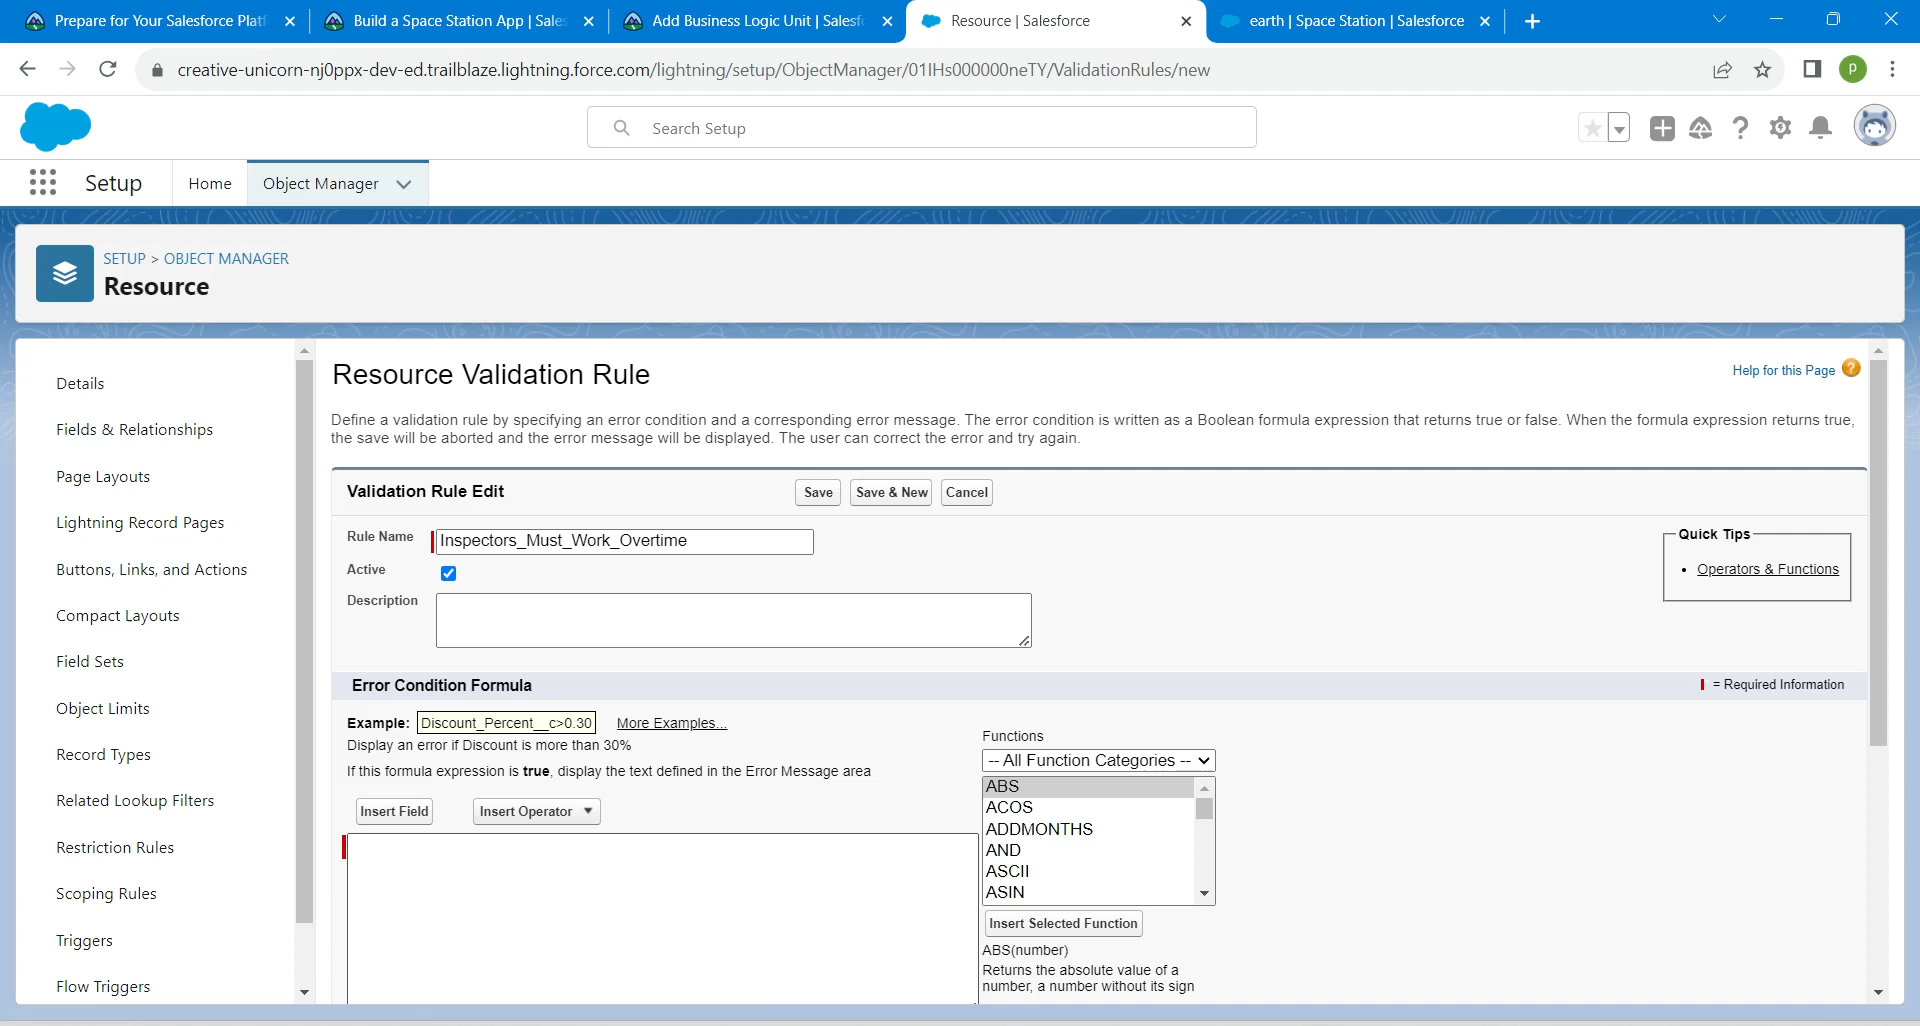 Prepare for Your Salesforce Platf
Build a Space Station App | Sales
Add Business Logic Unit | Salesf
Resource | Salesforce
earth | Space Station | Salesforce
creative-unicorn-nj0ppx-dev-ed.trailblaze.lightning.force.com/lightning/setup/ObjectManager/01IHs000000neTY/ValidationRules/new
P
Search Setup
Setup
Home
Object Manager
SETUP > OBJECT MANAGER
Resource
Details
Fields & Relationships
Page Layouts
Lightning Record Pages
Buttons, Links, and Actions
Compact Layouts
Field Sets
Object Limits
Record Types
Related Lookup Filters
Restriction Rules
Scoping Rules
Triggers
Flow Triggers
Resource Validation Rule
Help for this Page
Define a validation rule by specifying an error condition and a corresponding error message. The error condition is written as a Boolean formula expression that returns true or false. When the formula expression returns true,
the save will be aborted and the error message will be displayed. The user can correct the error and try again.
Validation Rule Edit
Save
Save & New
Cancel
Rule Name
Inspectors_Must_Work_Overtime
Active
Description
Quick Tips
• Operators & Functions
Error Condition Formula
= Required Information
Example: Discount_Percent__c>0.30 More Examples...
Display an error if Discount is more than 30%
If this formula expression is true, display the text defined in the Error Message area
Insert Field
Insert Operator
Functions
-- All Function Categories --
ABS
ACOS
ADDMONTHS
AND
ASCII
ASIN
Insert Selected Function
ABS(number)
Returns the absolute value of a
number, a number without its sign